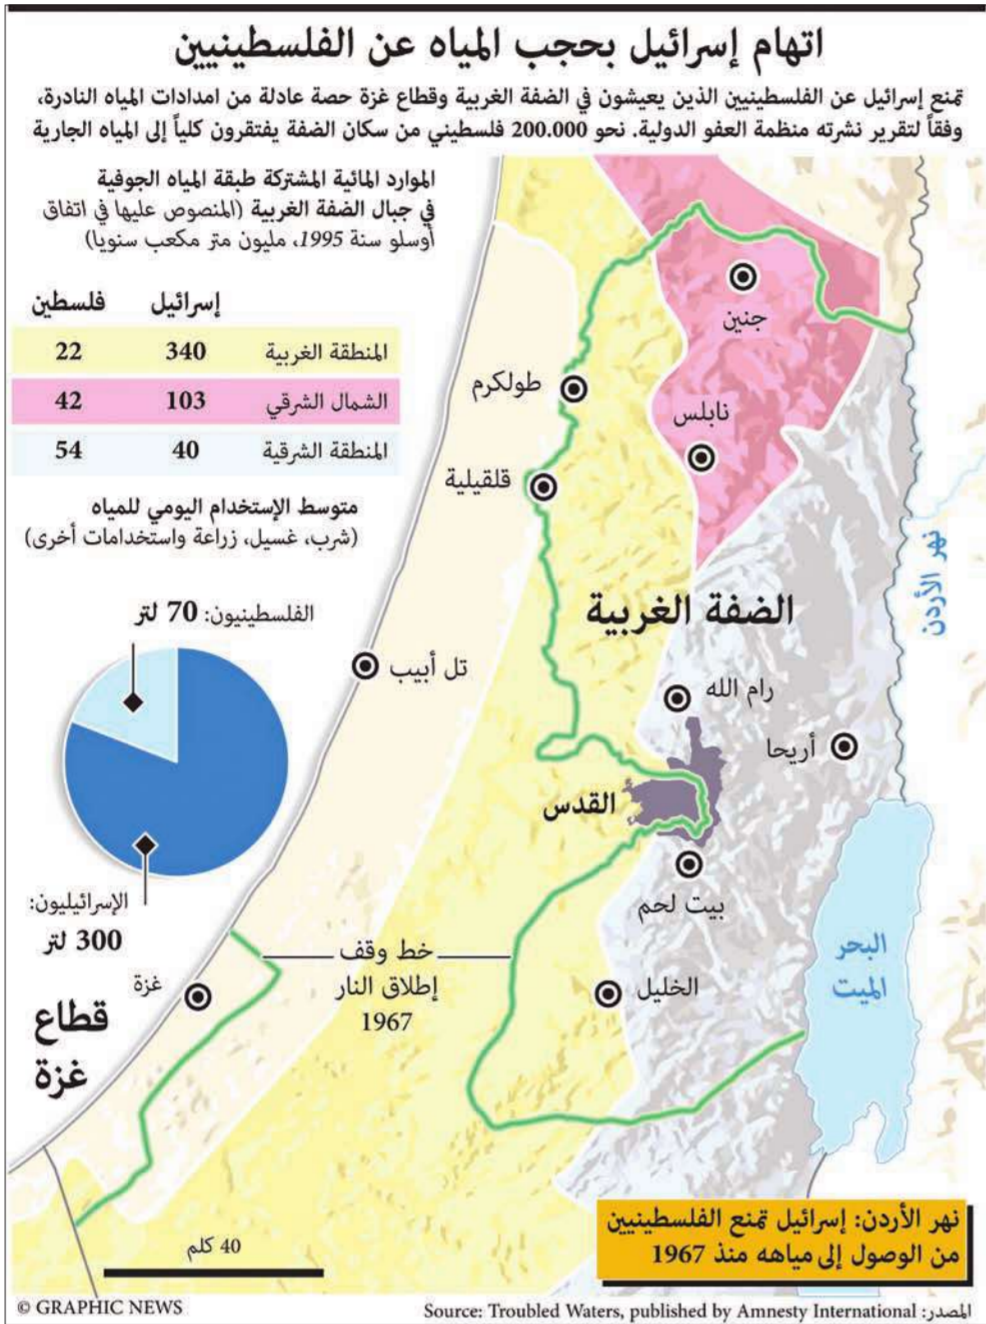 اتهام إسرائيل بحجب المياه عن الفلسطينيين
تمنع إسرائيل عن الفلسطينيين الذين يعيشون في الضفة الغربية وقطاع غزة حصة عادلة من امدادات المياه النادرة،
وفقاً لتقرير نشرته منظمة العفو الدولية. نحو 200.000 فلسطيني من سكان الضفة يفتقرون كلياً إلى المياه الجارية
الموارد المائية المشتركة طبقة المياه الجوفية
في جبال الضفة الغربية (المنصوص عليها في اتفاق
أوسلو سنة 1995، مليون متر مكعب سنويا)
إسرائيل فلسطين
المنطقة الغربية 340 22
الشمال الشرقي 103 42
المنطقة الشرقية 40 54
متوسط الإستخدام اليومي للمياه
(شرب، غسيل، زراعة واستخدامات أخرى)
الفلسطينيون: 70 لتر
الإسرائيليون:
300 لتر
جنين
طولكرم
نابلس
قلقيلية
نهر الأردن
الضفة الغربية
تل أبيب
رام الله
أريحا
القدس
بيت لحم
البحر
الميت
خط وقف
إطلاق النار
1967
الخليل
غزة
قطاع
غزة
نهر الأردن: إسرائيل تمنع الفلسطينيين
من الوصول إلى مياهه منذ 1967
40 كلم
© GRAPHIC NEWS
المصدر: Source: Troubled Waters, published by Amnesty International